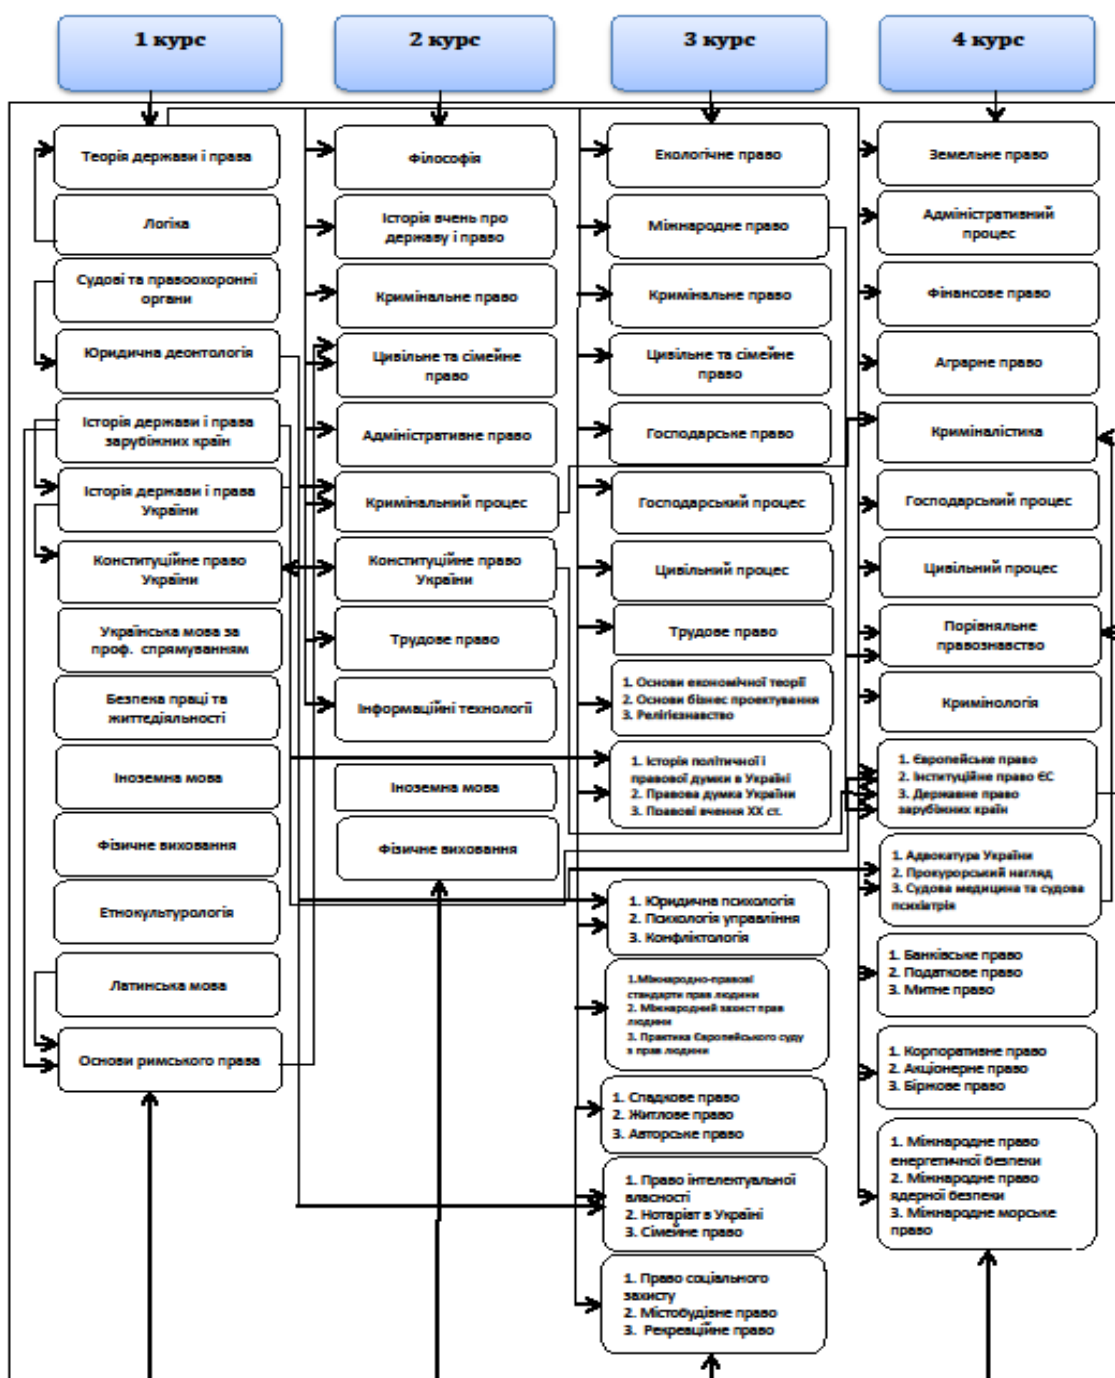 1 курс
2 курс
3 курс
4 курс
Теорія держави і права
Логіка
Судові та правоохоронні
органи
Юридична деонтологія
Історія держави і права
зарубіжних країн
Історія держави і права
України
Конституційне право
України
Українська мова за
проф. спрямуванням
Безпека праці та
життєдіяльності
Іноземна мова
Фізичне виховання
Етнокультурологія
Латинська мова
Основи римського права
Філософія
Історія вчень про
державу і право
Кримінальне право
Цивільне та сімейне
право
Адміністративне право
Кримінальний процес
Конституційне право
України
Трудове право
Інформаційні технології
Іноземна мова
Фізичне виховання
Екологічне право
Міжнародне право
Кримінальне право
Цивільне та сімейне
право
Господарське право
Господарський процес
Цивільний процес
Трудове право
1. Основи економічної теорії
2. Основи бізнес проектування
3. Релігієзнавство
1. Історія політичної і
правової думки в Україні
2. Правова думка України
3. Правові вчення XX ст.
1. Юридична психологія
2. Психологія управління
3. Конфліктологія
1.Міжнародно-правові
стандарти прав людини
2. Міжнародний захист прав
людини
3. Практика Європейського суду
з прав людини
1. Спадкове право
2. Житлове право
3. Авторське право
1. Право інтелектуальної
власності
2. Нотаріат в Україні
3. Сімейне право
1. Право соціального
захисту
2. Містобудівне право
3. Рекреаційне право
Земельне право
Адміністративний
процес
Фінансове право
Аграрне право
Криміналістика
Господарський процес
Цивільний процес
Порівняльне
правознавство
Кримінологія
1. Європейське право
2. Інституційне право ЄС
3. Державне право
зарубіжних країн
1. Адвокатура України
2. Прокурорський нагляд
3. Судова медицина та судова
психіатрія
1. Банківське право
2. Податкове право
3. Митне право
1. Корпоративне право
2. Акціонерне право
3. Біржове право
1. Міжнародне право
енергетичної безпеки
2. Міжнародне право
ядерної безпеки
3. Міжнародне морське
право